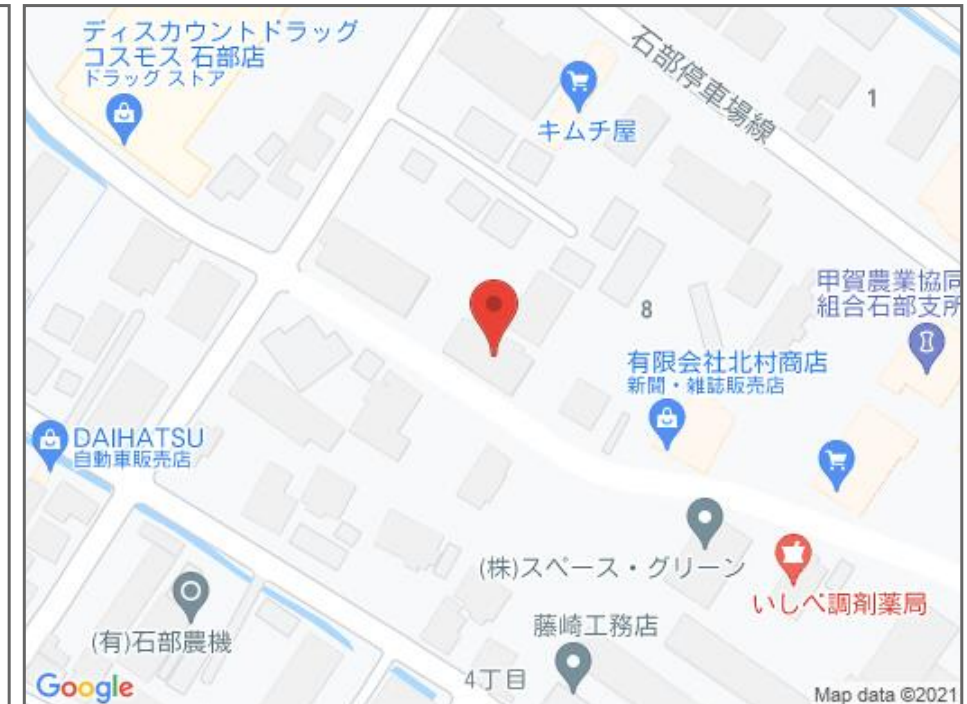 ディスカウントドラッグ
コスモス 石部店
ドラッグ ストア
石部停車場線
1
キムチ屋
甲賀農業協同
組合石部支所
8
有限会社北村商店
新聞・雑誌販売店
DAIHATSU
自動車販売店
(株)スペース・グリーン
いしべ調剤薬局
(有)石部農機
藤崎工務店
4丁目
Google
Map data ©2021